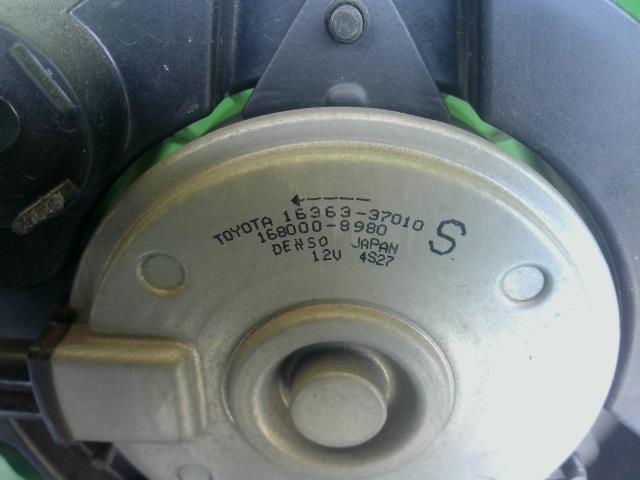 TOYOTA 16363-37010
168000-8980 S
DENSO JAPAN
12V 4S27